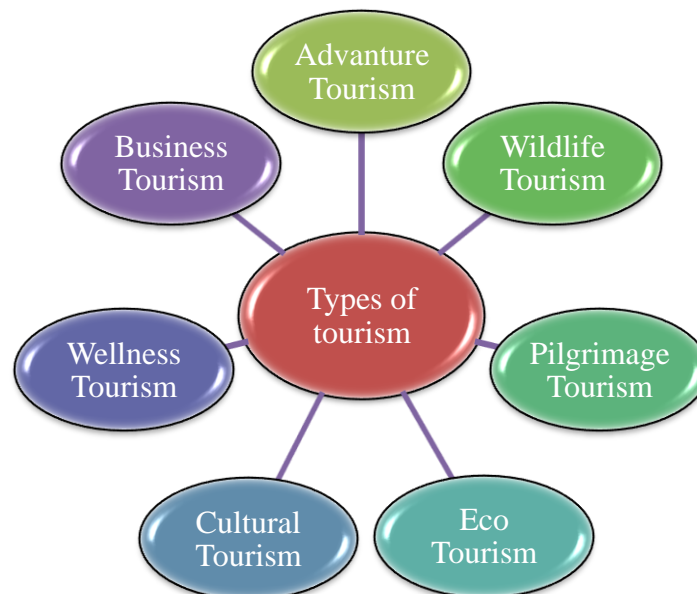 Advanture
Tourism
Business
Tourism
Wildlife
Tourism
Types of
tourism
Wellness
Tourism
Pilgrimage
Tourism
Cultural
Tourism
Eco
Tourism